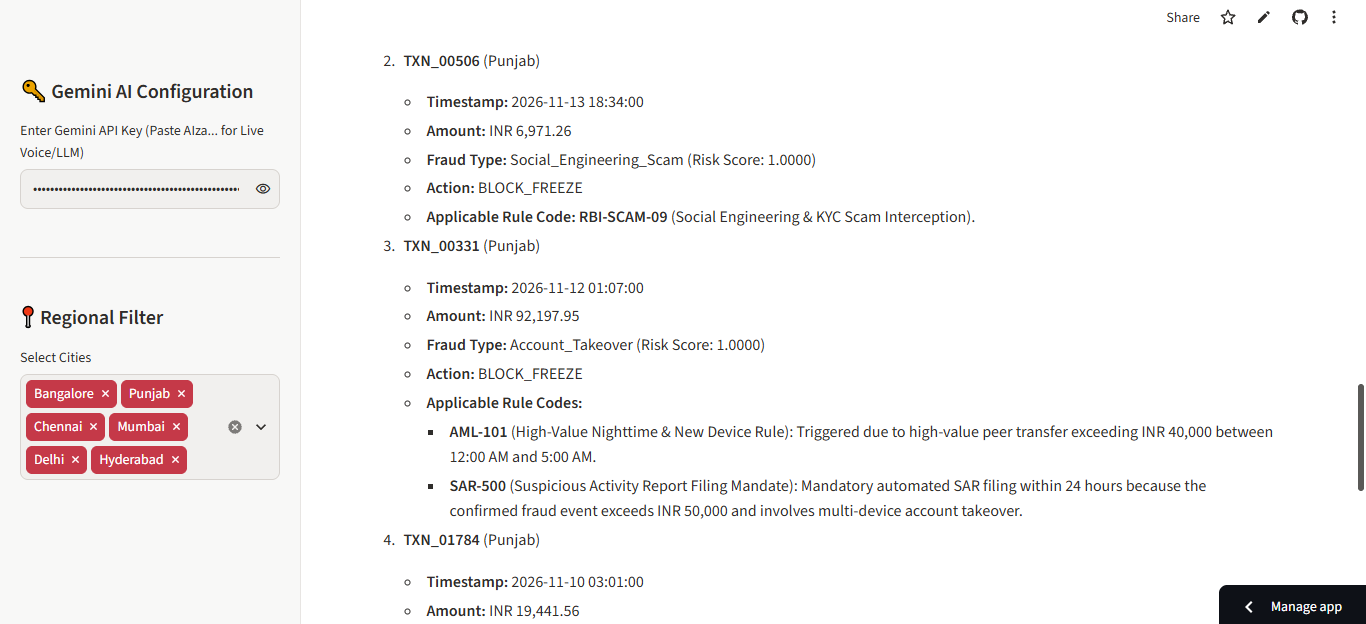 Share
Gemini AI Configuration
Enter Gemini API Key (Paste AIza... for Live
Voice/LLM)
Regional Filter
Select Cities
Bangalore × Punjab ×
Chennai × Mumbai ×
Delhi × Hyderabad ×
2. TXN_00506 (Punjab)
Timestamp: 2026-11-13 18:34:00
Amount: INR 6,971.26
Fraud Type: Social_Engineering_Scam (Risk Score: 1.0000)
Action: BLOCK_FREEZE
Applicable Rule Code: RBI-SCAM-09 (Social Engineering & KYC Scam Interception).
3. TXN_00331 (Punjab)
Timestamp: 2026-11-12 01:07:00
Amount: INR 92,197.95
Fraud Type: Account_Takeover (Risk Score: 1.0000)
Action: BLOCK_FREEZE
Applicable Rule Codes:
AML-101 (High-Value Nighttime & New Device Rule): Triggered due to high-value peer transfer exceeding INR 40,000 between
12:00 AM and 5:00 AM.
SAR-500 (Suspicious Activity Report Filing Mandate): Mandatory automated SAR filing within 24 hours because the
confirmed fraud event exceeds INR 50,000 and involves multi-device account takeover.
4. TXN_01784 (Punjab)
Timestamp: 2026-11-10 03:01:00
Amount: INR 19,441.56
Manage app